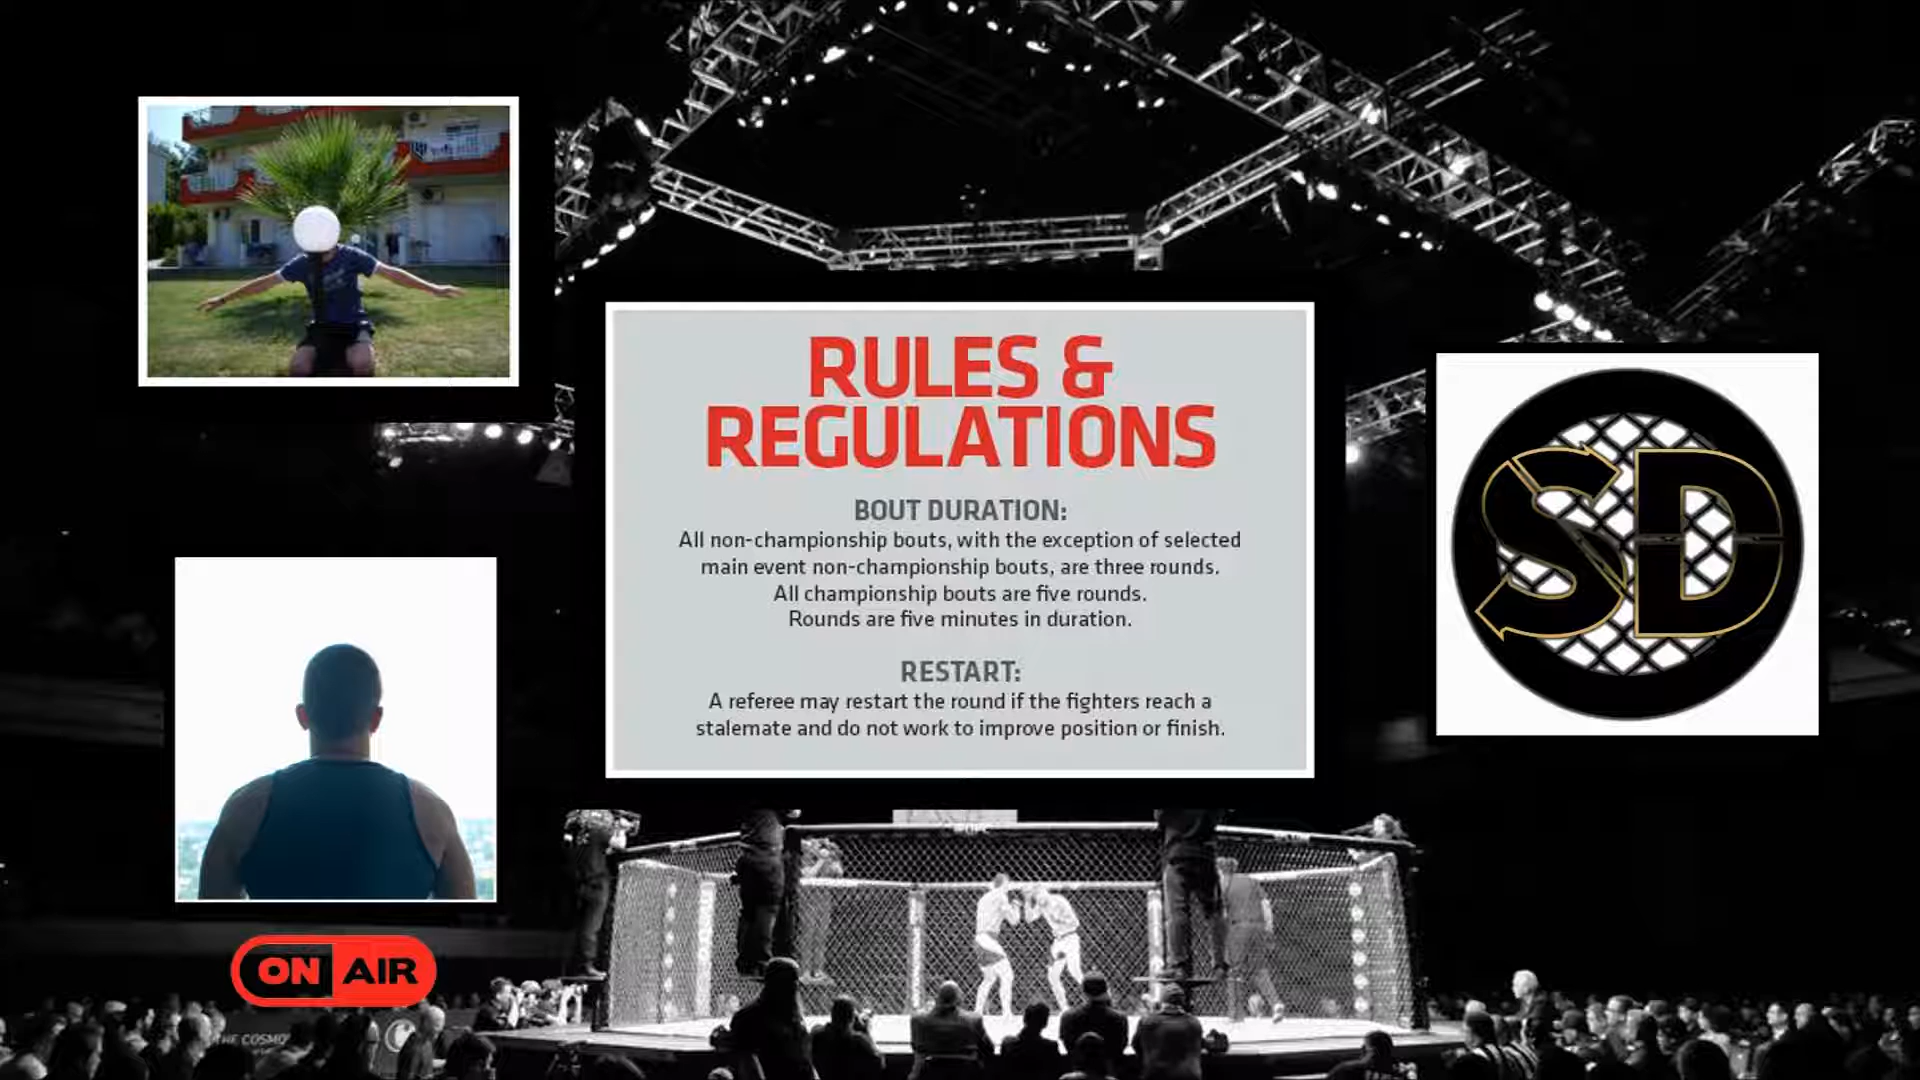 RULES &
REGULATIONS
BOUT DURATION:
All non-championship bouts, with the exception of selected
main event non-championship bouts, are three rounds.
All championship bouts are five rounds.
Rounds are five minutes in duration.
RESTART:
A referee may restart the round if the fighters reach a
stalemate and do not work to improve position or finish.
SD
ON AIR
THE COSMO